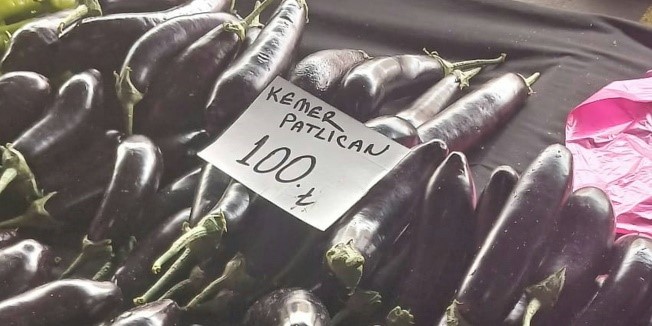 KEMER
PATLICAN
100.
₺